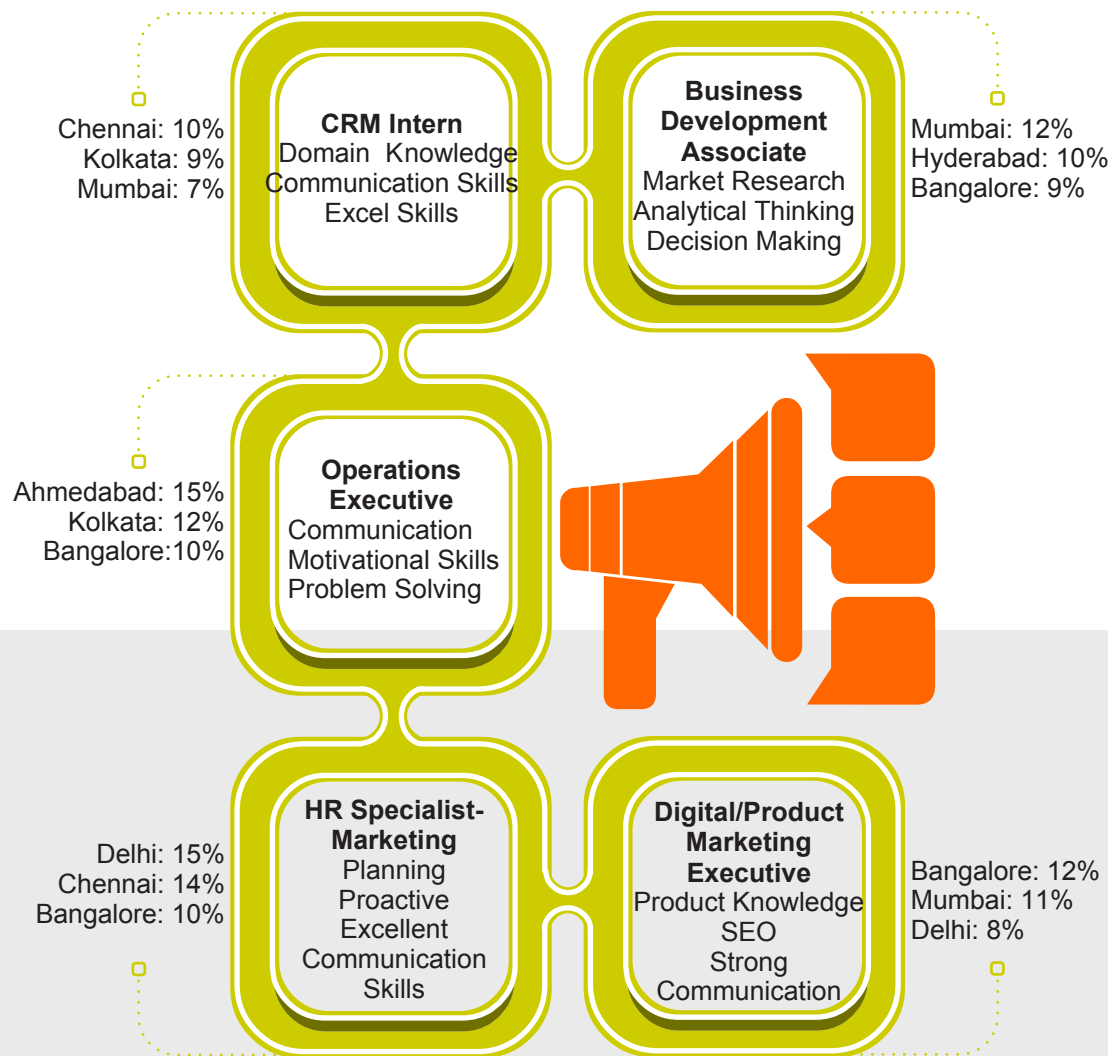 Chennai: 10%
Kolkata: 9%
Mumbai: 7%
CRM Intern
Domain Knowledge
Communication Skills
Excel Skills
Business
Development
Associate
Market Research
Analytical Thinking
Decision Making
Mumbai: 12%
Hyderabad: 10%
Bangalore: 9%
Ahmedabad: 15%
Kolkata: 12%
Bangalore:10%
Operations
Executive
Communication
Motivational Skills
Problem Solving
Delhi: 15%
Chennai: 14%
Bangalore: 10%
HR Specialist-
Marketing
Planning
Proactive
Excellent
Communication
Skills
Digital/Product
Marketing
Executive
Product Knowledge
SEO
Strong
Communication
Bangalore: 12%
Mumbai: 11%
Delhi: 8%